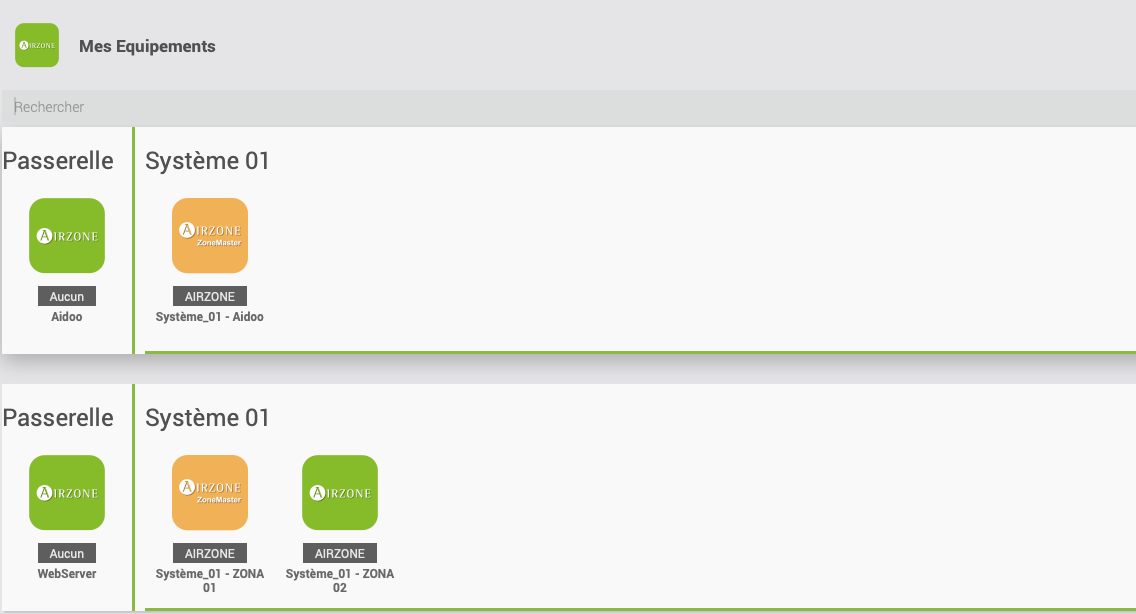 AIRZONE
Mes Equipements
Rechercher
Passerelle
Système 01
AIRZONE
AIRZONE
ZoneMaster
Aucun
AIRZONE
Aidoo
Système_01 - Aidoo
Passerelle
Système 01
AIRZONE
AIRZONE
ZoneMaster
AIRZONE
Aucun
AIRZONE
AIRZONE
WebServer
Système_01 - ZONA
01
Système_01 - ZONA
02